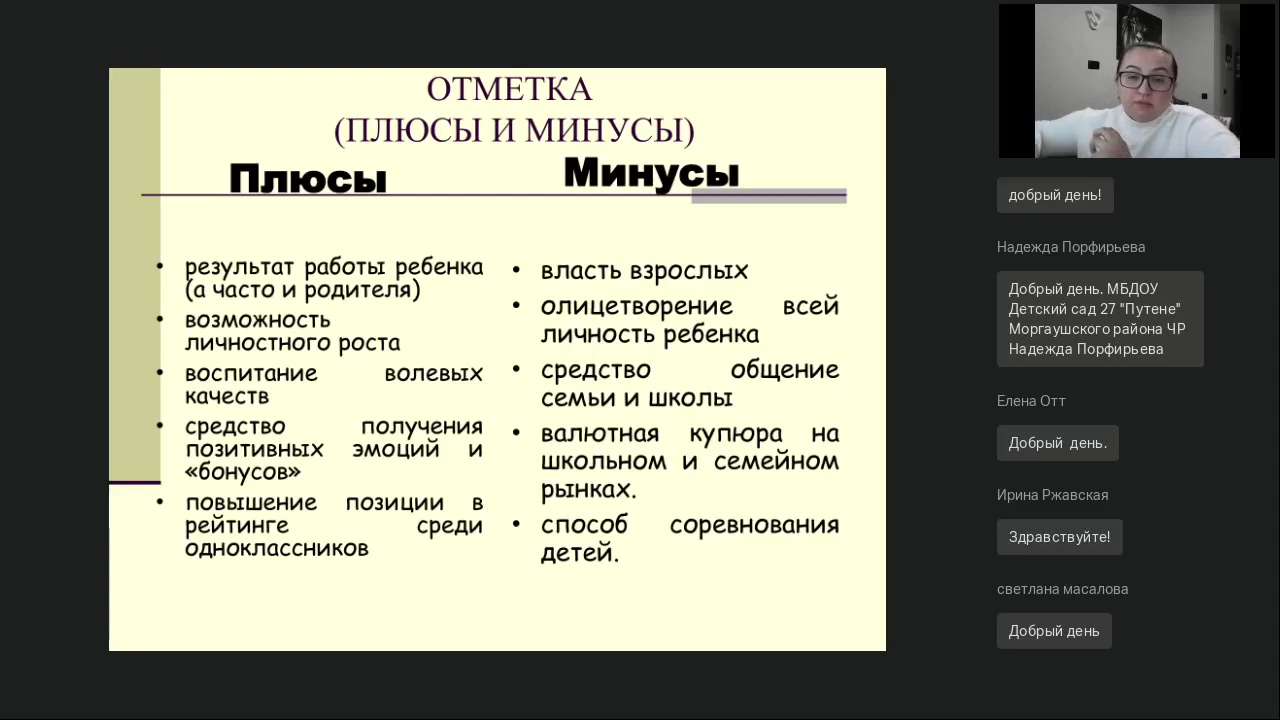 ОТМЕТКА
(ПЛЮСЫ И МИНУСЫ)
Плюсы
• результат работы ребенка
(а часто и родителя)
• возможность
личностного роста
• воспитание волевых
качеств
• средство получения
позитивных эмоций и
«бонусов»
• повышение позиции в
рейтинге среди
одноклассников
Минусы
• власть взрослых
• олицетворение всей
личность ребенка
• средство общение
семьи и школы
• валютная купюра на
школьном и семейном
рынках.
• способ соревнования
детей.
добрый день!
Надежда Порфирьева
Добрый день. МБДОУ
Детский сад 27 "Путене"
Моргаушского района ЧР
Надежда Порфирьева
Елена Отт
Добрый день.
Ирина Ржавская
Здравствуйте!
светлана масалова
Добрый день